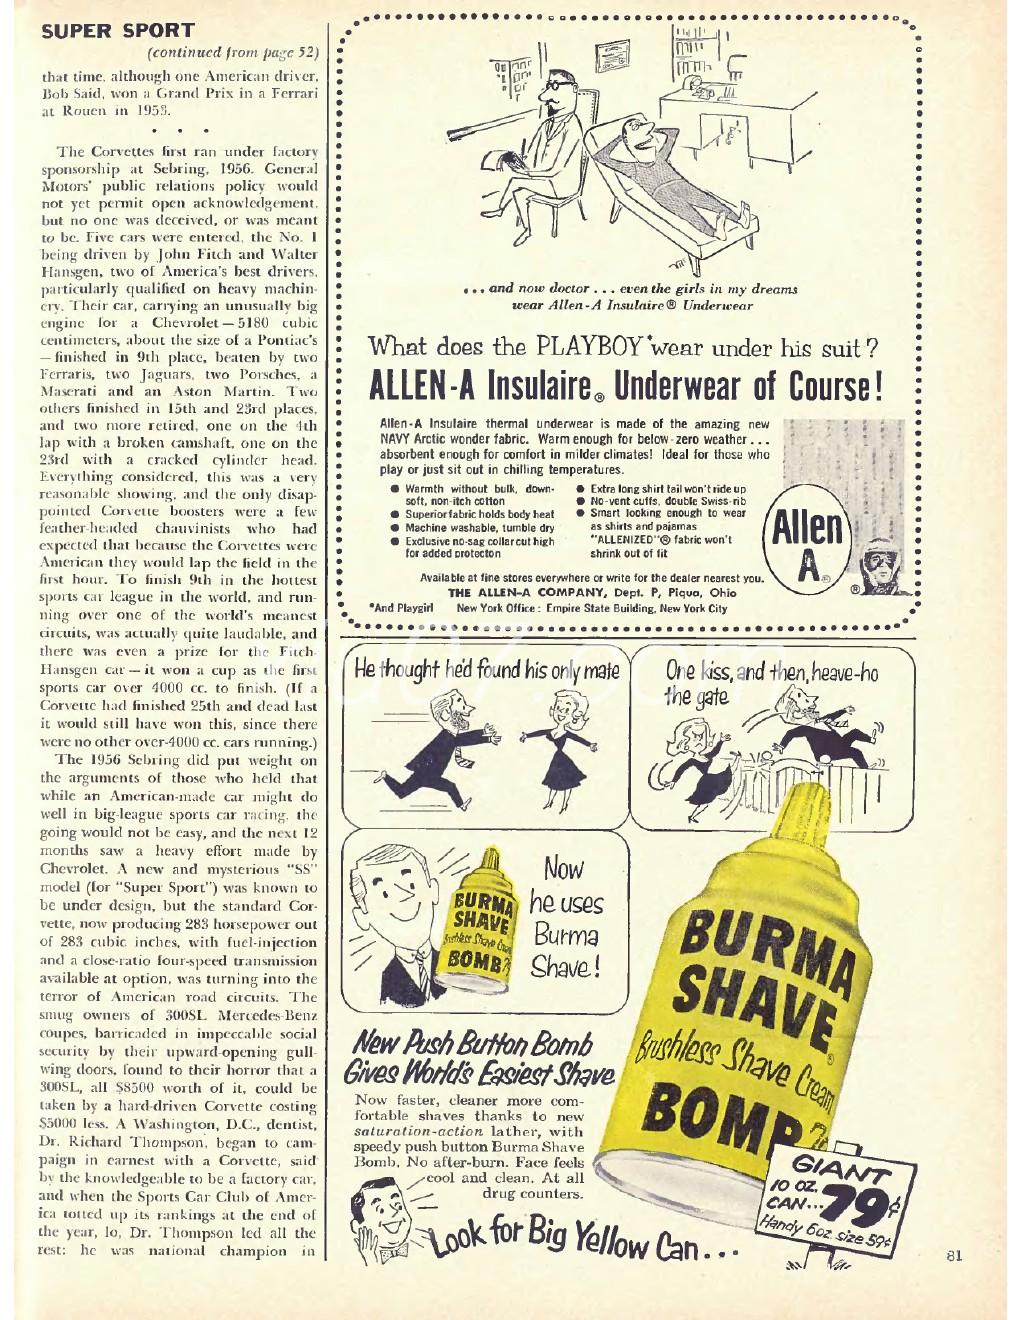 SUPER SPORT
(continued from page 52)
that time, although one American driver,
Bob Said, won a Grand Prix in a Ferrari
at Rouen in 1953.
• • •
The Corvettes first ran under factory
sponsorship at Sebring, 1956. General
Motors' public relations policy would
not yet permit open acknowledgement,
but no one was deceived, or was meant
to be. Five cars were entered, the No. 1
being driven by John Fitch and Walter
Hansgen, two of America's best drivers,
particularly qualified on heavy machin-
ery. Their car, carrying an unusually big
engine for a Chevrolet — 5180 cubic
centimeters, about the size of a Pontiac's
— finished in 9th place, beaten by two
Ferraris, two Jaguars, two Porsches, a
Maserati and an Aston Martin. Two
others finished in 15th and 23rd places,
and two more retired, one on the 4th
lap with a broken camshaft, one on the
23rd with a cracked cylinder head.
Everything considered, this was a very
reasonable showing, and the only disap-
pointed Corvette boosters were a few
feather-headed chauvinists who had
expected that because the Corvettes were
American they would lap the field in the
first hour. To finish 9th in the hottest
sports car league in the world, and run-
ning over one of the world's meanest
circuits, was actually quite laudable, and
there was even a prize for the Fitch-
Hansgen car — it won a cup as the first
sports car over 4000 cc. to finish. (If a
Corvette had finished 25th and dead last
it would still have won this, since there
were no other over-4000 cc. cars running.)
The 1956 Sebring did put weight on
the arguments of those who held that
while an American-made car might do
well in big-league sports car racing, the
going would not be easy, and the next 12
months saw a heavy effort made by
Chevrolet. A new and mysterious "SS"
model (for "Super Sport") was known to
be under design, but the standard Cor-
vette, now producing 283 horsepower out
of 283 cubic inches, with fuel-injection
and a close-ratio four-speed transmission
available at option, was turning into the
terror of American road circuits. The
smug owners of 300SL Mercedes-Benz
coupes, barricaded in impeccable social
security by their upward-opening gull-
wing doors, found to their horror that a
300SL, all $8500 worth of it, could be
taken by a hard-driven Corvette costing
$5000 less. A Washington, D.C., dentist,
Dr. Richard Thompson, began to cam-
paign in earnest with a Corvette, said
by the knowledgeable to be a factory car,
and when the Sports Car Club of Amer-
ica totted up its rankings at the end of
the year, lo, Dr. Thompson led all the
rest: he was national champion in
... and now doctor ... even the girls in my dreams
wear Allen-A Insulaire® Underwear
What does the PLAYBOY* wear under his suit?
ALLEN-A Insulaire® Underwear of Course!
Allen-A Insulaire thermal underwear is made of the amazing new
NAVY Arctic wonder fabric. Warm enough for below-zero weather ...
absorbent enough for comfort in milder climates! Ideal for those who
play or just sit out in chilling temperatures.
● Warmth without bulk, down-
soft, non-itch cotton
● Superior fabric holds body heat
● Machine washable, tumble dry
● Exclusive no-sag collar cut high
for added protecton
● Extra long shirt tail won't ride up
● No-vent cuffs, double Swiss-rib
● Smart looking enough to wear
as shirts and pajamas
"ALLENIZED"® fabric won't
shrink out of fit
Allen
A®
®
Available at fine stores everywhere or write for the dealer nearest you.
THE ALLEN-A COMPANY, Dept. P, Piqua, Ohio
*And Playgirl New York Office: Empire State Building, New York City
He thought he'd found his only mate
One kiss, and then, heave-ho
the gate
BURMA
SHAVE
Brushless Shave Cream
BOMB
Now
he uses
Burma
Shave!
BURMA
SHAVE®
Brushless Shave Cream
BOMB
New Push Button Bomb
Gives World's Easiest Shave
Now faster, cleaner more com-
fortable shaves thanks to new
saturation-action lather, with
speedy push button Burma Shave
Bomb. No after-burn. Face feels
cool and clean. At all
drug counters.
GIANT
10 OZ.
CAN... 79¢
Handy 6oz. size 59¢
Look for Big Yellow Can...
81